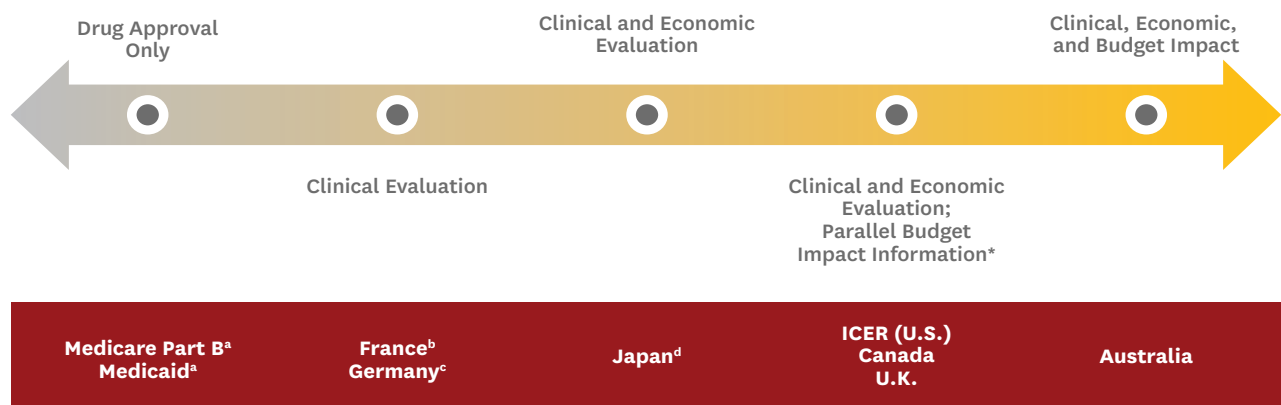 Drug Approval
Only
Clinical and Economic
Evaluation
Clinical, Economic,
and Budget Impact
Clinical Evaluation
Clinical and Economic
Evaluation;
Parallel Budget
Impact Information*
Medicare Part Bᵃ
Medicaidᵃ
Franceᵇ
Germanyᶜ
Japanᵈ
ICER (U.S.)
Canada
U.K.
Australia